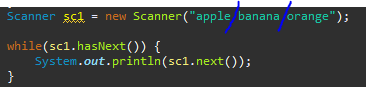 Scanner sc1 = new Scanner("apple/banana/orange");
while(sc1.hasNext()) {
System.out.println(sc1.next());
}